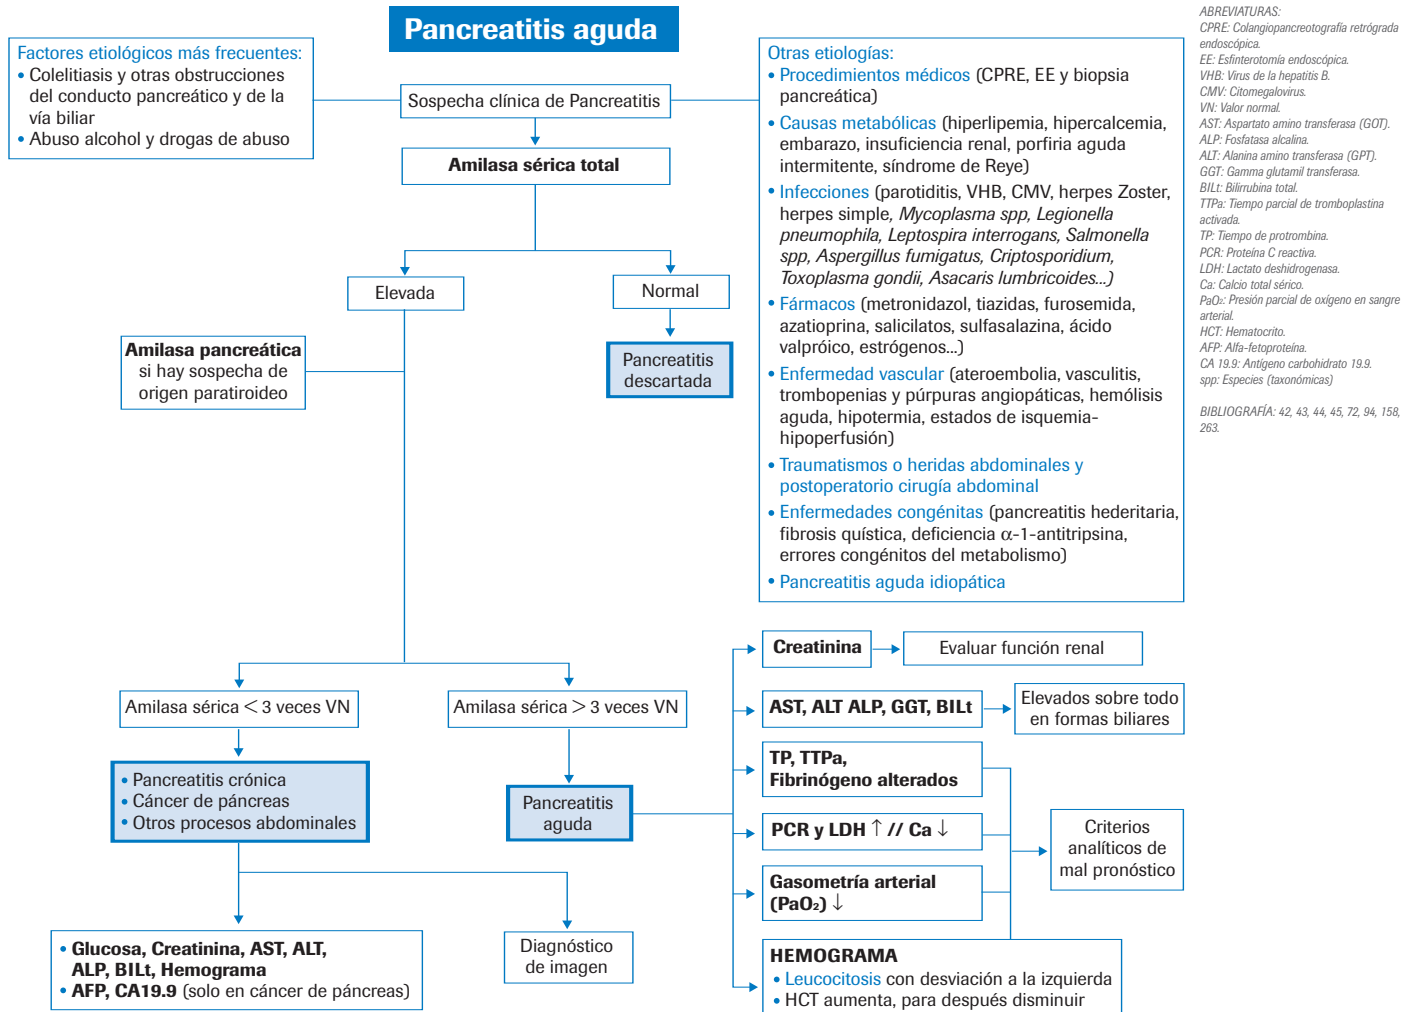 Pancreatitis aguda
Factores etiológicos más frecuentes:
• Colelitiasis y otras obstrucciones
del conducto pancreático y de la
vía biliar
• Abuso alcohol y drogas de abuso
Sospecha clínica de Pancreatitis
Amilasa sérica total
Elevada
Normal
Amilasa pancreática
si hay sospecha de
origen paratiroideo
Pancreatitis
descartada
Otras etiologías:
• Procedimientos médicos (CPRE, EE y biopsia
pancreática)
• Causas metabólicas (hiperlipemia, hipercalcemia,
embarazo, insuficiencia renal, porfiria aguda
intermitente, síndrome de Reye)
• Infecciones (parotiditis, VHB, CMV, herpes Zoster,
herpes simple, Mycoplasma spp, Legionella
pneumophila, Leptospira interrogans, Salmonella
spp, Aspergillus fumigatus, Criptosporidium,
Toxoplasma gondii, Asacaris lumbricoides...)
• Fármacos (metronidazol, tiazidas, furosemida,
azatioprina, salicilatos, sulfasalazina, ácido
valpróico, estrógenos...)
• Enfermedad vascular (ateroembolia, vasculitis,
trombopenias y púrpuras angiopáticas, hemólisis
aguda, hipotermia, estados de isquemia-
hipoperfusión)
• Traumatismos o heridas abdominales y
postoperatorio cirugía abdominal
• Enfermedades congénitas (pancreatitis hederitaria,
fibrosis quística, deficiencia α-1-antitripsina,
errores congénitos del metabolismo)
• Pancreatitis aguda idiopática
ABREVIATURAS:
CPRE: Colangiopancreotografía retrógrada
endoscópica.
EE: Esfinterotomía endoscópica.
VHB: Virus de la hepatitis B.
CMV: Citomegalovirus.
VN: Valor normal.
AST: Aspartato amino transferasa (GOT).
ALP: Fosfatasa alcalina.
ALT: Alanina amino transferasa (GPT).
GGT: Gamma glutamil transferasa.
BILt: Bilirrubina total.
TTPa: Tiempo parcial de tromboplastina
activada.
TP: Tiempo de protrombina.
PCR: Proteína C reactiva.
LDH: Lactato deshidrogenasa.
Ca: Calcio total sérico.
PaO₂: Presión parcial de oxígeno en sangre
arterial.
HCT: Hematocrito.
AFP: Alfa-fetoproteína.
CA 19.9: Antígeno carbohidrato 19.9.
spp: Especies (taxonómicas)
BIBLIOGRAFÍA: 42, 43, 44, 45, 72, 94, 158,
263.
Amilasa sérica < 3 veces VN
Amilasa sérica > 3 veces VN
• Pancreatitis crónica
• Cáncer de páncreas
• Otros procesos abdominales
Pancreatitis
aguda
• Glucosa, Creatinina, AST, ALT,
ALP, BILt, Hemograma
• AFP, CA19.9 (solo en cáncer de páncreas)
Diagnóstico
de imagen
Creatinina
Evaluar función renal
AST, ALT ALP, GGT, BILt
Elevados sobre todo
en formas biliares
TP, TTPa,
Fibrinógeno alterados
PCR y LDH ↑ // Ca ↓
Gasometría arterial
(PaO₂) ↓
Criterios
analíticos de
mal pronóstico
HEMOGRAMA
• Leucocitosis con desviación a la izquierda
• HCT aumenta, para después disminuir